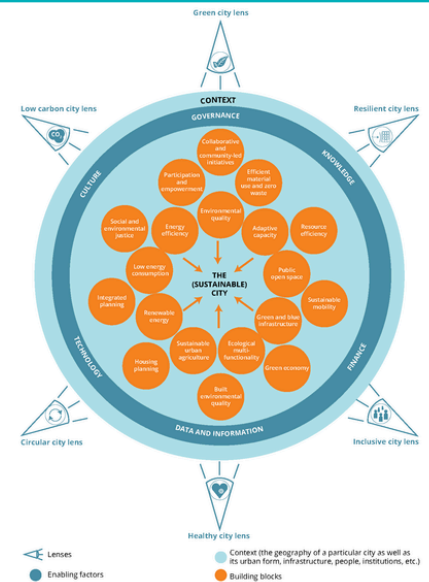 Green city lens
Low carbon city lens
Resilient city lens
CO₂
CONTEXT
GOVERNANCE
CULTURE
KNOWLEDGE
TECHNOLOGY
FINANCE
DATA AND INFORMATION
Collaborative
and
community-led
initiatives
Participation
and
empowerment
Efficient
material
use and zero
waste
Environmental
quality
Social and
environmental
justice
Energy
efficiency
Adaptive
capacity
Resource
efficiency
Low energy
consumption
Public
open space
THE
(SUSTAINABLE)
CITY
Integrated
planning
Sustainable
mobility
Renewable
energy
Green and blue
infrastructure
Sustainable
urban
agriculture
Ecological
multi-
functionality
Housing
planning
Green economy
Built
environmental
quality
Circular city lens
Inclusive city lens
Healthy city lens
Lenses
Enabling factors
Context (the geography of a particular city as well as
its urban form, infrastructure, people, institutions, etc.)
Building blocks